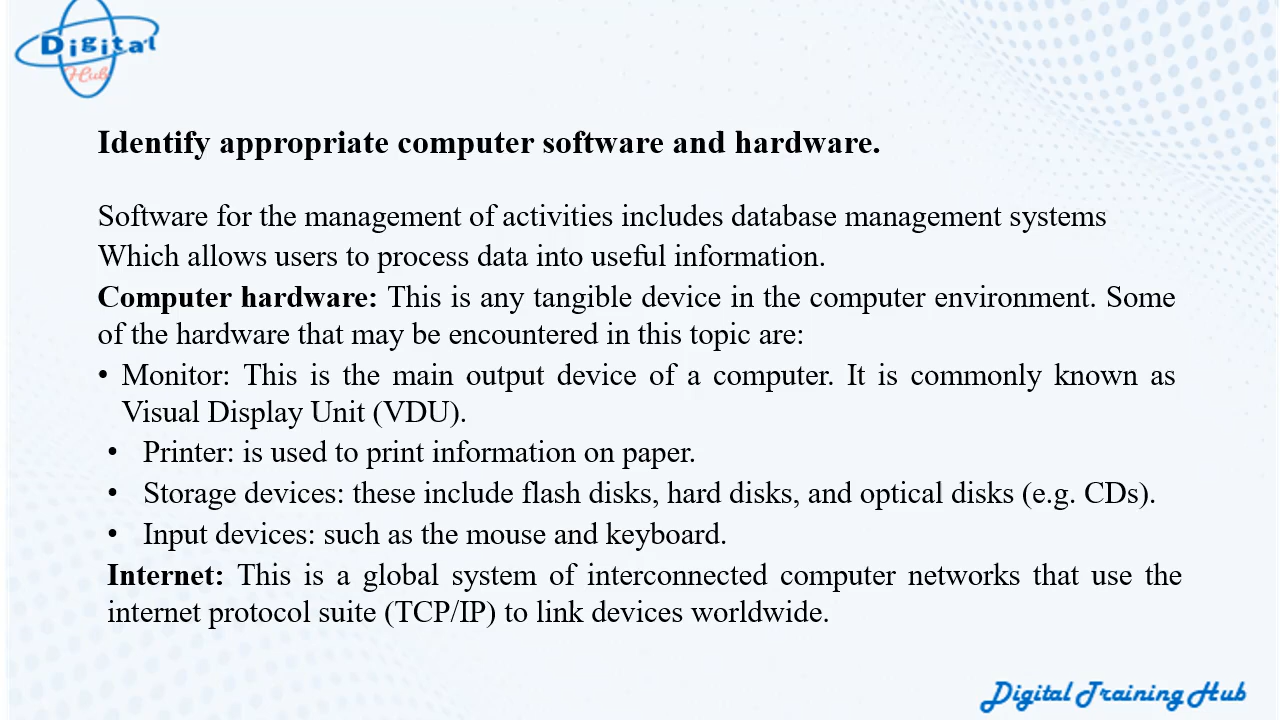 Digital
Hub
Identify appropriate computer software and hardware.
Software for the management of activities includes database management systems
Which allows users to process data into useful information.
Computer hardware: This is any tangible device in the computer environment. Some
of the hardware that may be encountered in this topic are:
• Monitor: This is the main output device of a computer. It is commonly known as
Visual Display Unit (VDU).
• Printer: is used to print information on paper.
• Storage devices: these include flash disks, hard disks, and optical disks (e.g. CDs).
• Input devices: such as the mouse and keyboard.
Internet: This is a global system of interconnected computer networks that use the
internet protocol suite (TCP/IP) to link devices worldwide.
Digital Training Hub